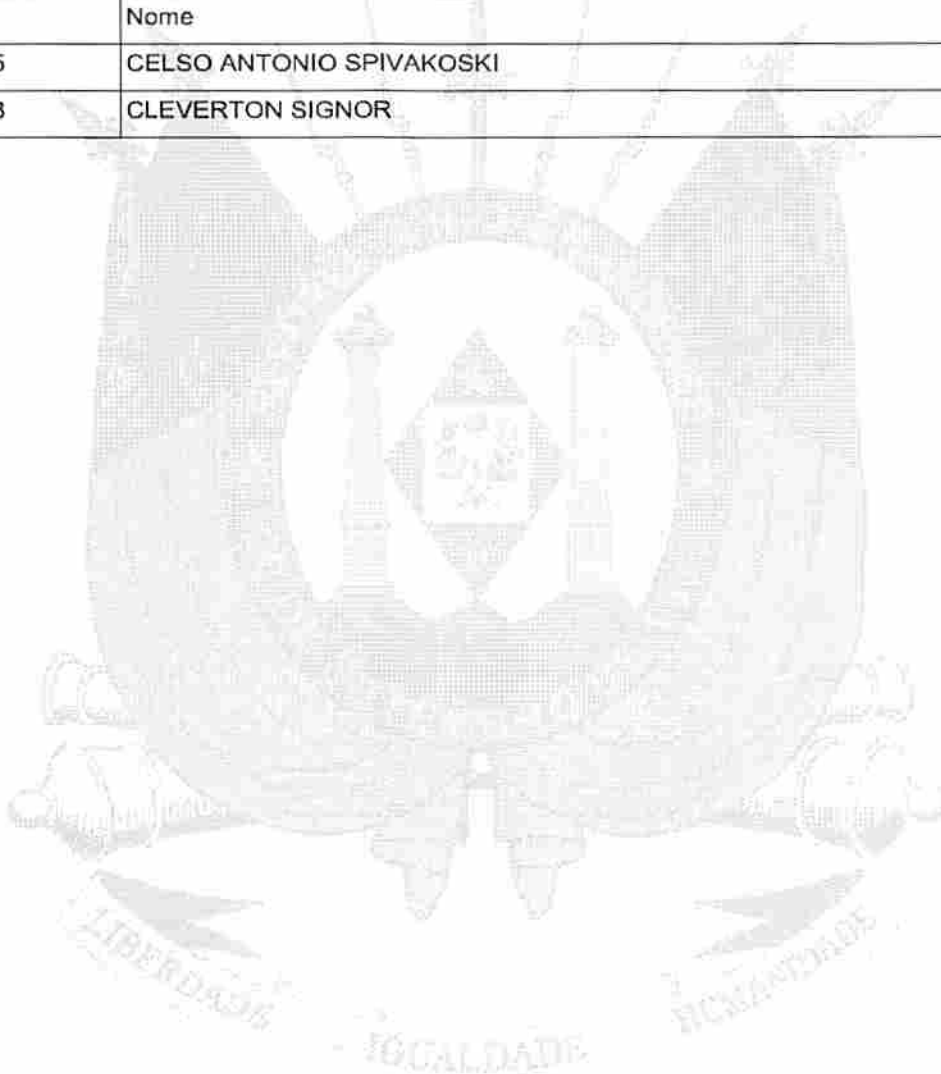 Nome
5 CELSO ANTONIO SPIVAKOSKI
3 CLEVERTON SIGNOR
LIBERDADE
IGUALDADE
HUMANIDADE